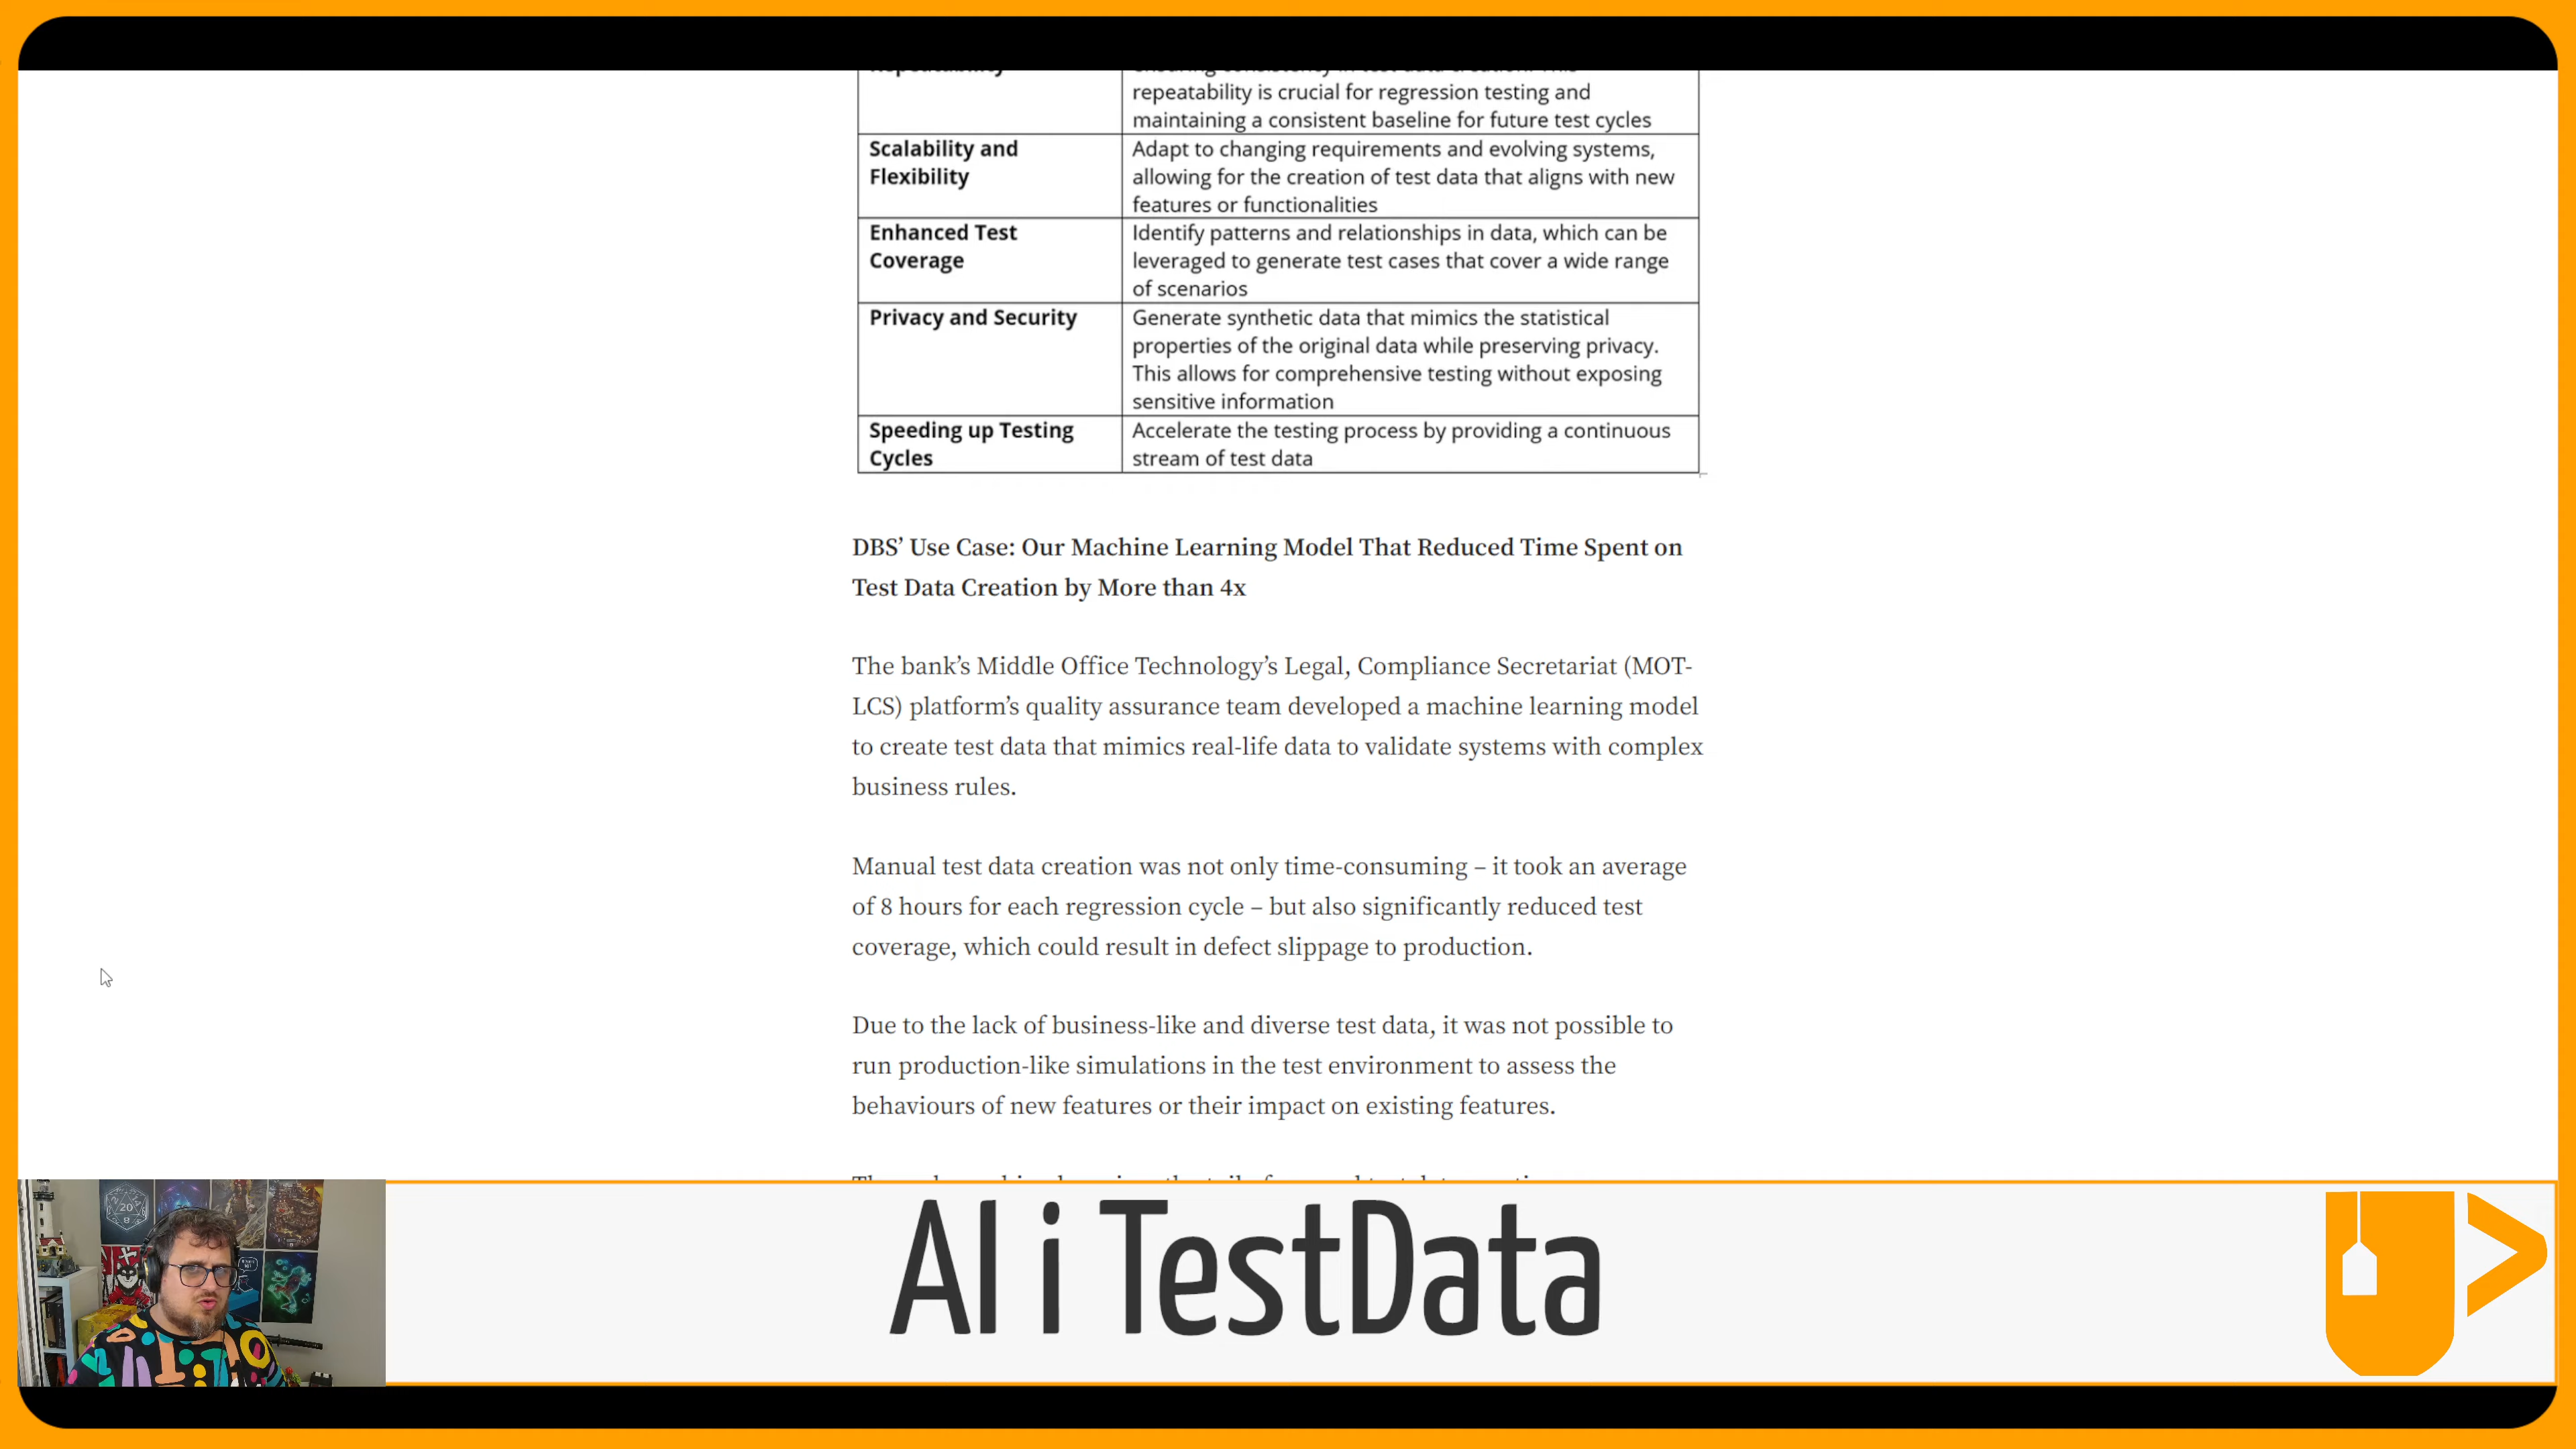 repeatability is crucial for regression testing and
maintaining a consistent baseline for future test cycles
Scalability and
Flexibility
Adapt to changing requirements and evolving systems,
allowing for the creation of test data that aligns with new
features or functionalities
Enhanced Test
Coverage
Identify patterns and relationships in data, which can be
leveraged to generate test cases that cover a wide range
of scenarios
Privacy and Security
Generate synthetic data that mimics the statistical
properties of the original data while preserving privacy.
This allows for comprehensive testing without exposing
sensitive information
Speeding up Testing
Cycles
Accelerate the testing process by providing a continuous
stream of test data
DBS’ Use Case: Our Machine Learning Model That Reduced Time Spent on
Test Data Creation by More than 4x
The bank’s Middle Office Technology’s Legal, Compliance Secretariat (MOT-
LCS) platform’s quality assurance team developed a machine learning model
to create test data that mimics real-life data to validate systems with complex
business rules.
Manual test data creation was not only time-consuming – it took an average
of 8 hours for each regression cycle – but also significantly reduced test
coverage, which could result in defect slippage to production.
Due to the lack of business-like and diverse test data, it was not possible to
run production-like simulations in the test environment to assess the
behaviours of new features or their impact on existing features.
20
AI i TestData